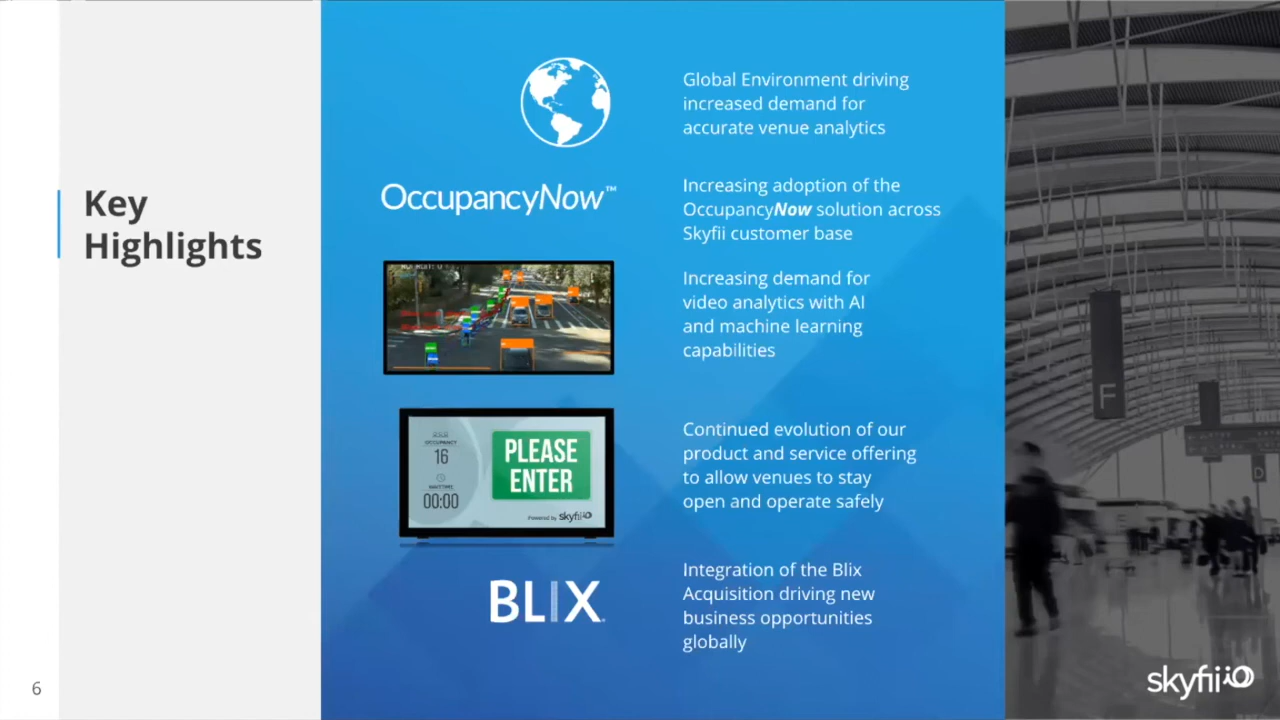 Key
Highlights
Global Environment driving
increased demand for
accurate venue analytics
OccupancyNow™
Increasing adoption of the
OccupancyNow solution across
Skyfii customer base
Increasing demand for
video analytics with AI
and machine learning
capabilities
OCCUPANCY
16
WAIT TIME
00:00
PLEASE
ENTER
Powered by skyfii
Continued evolution of our
product and service offering
to allow venues to stay
open and operate safely
BLIX
Integration of the Blix
Acquisition driving new
business opportunities
globally
F
D
6
skyfii